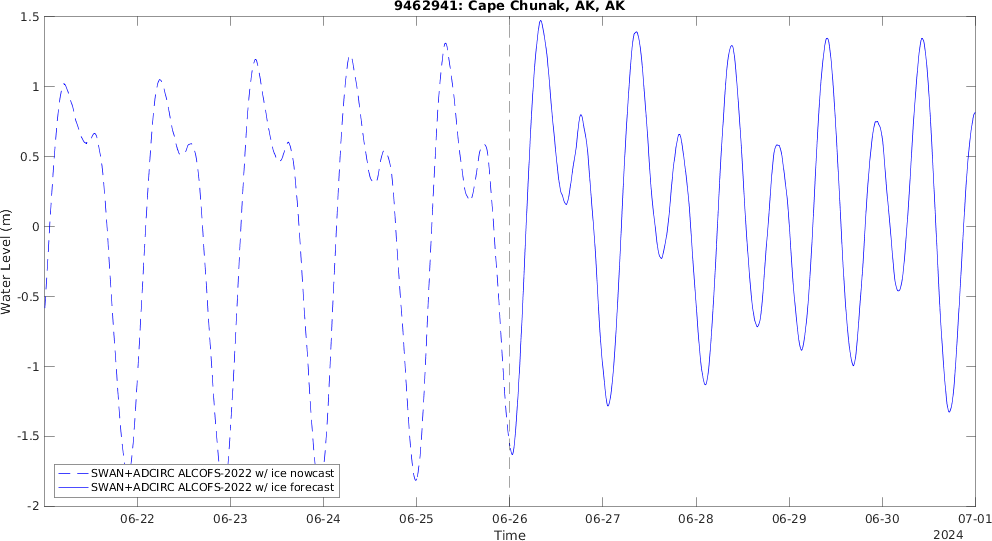 9462941: Cape Chunak, AK, AK
1.5
1
0.5
0
-0.5
-1
-1.5
-2
Water Level (m)
SWAN+ADCIRC ALCOFS-2022 w/ ice nowcast
SWAN+ADCIRC ALCOFS-2022 w/ ice forecast
06-22 06-23 06-24 06-25 06-26 06-27 06-28 06-29 06-30 07-01
Time
2024